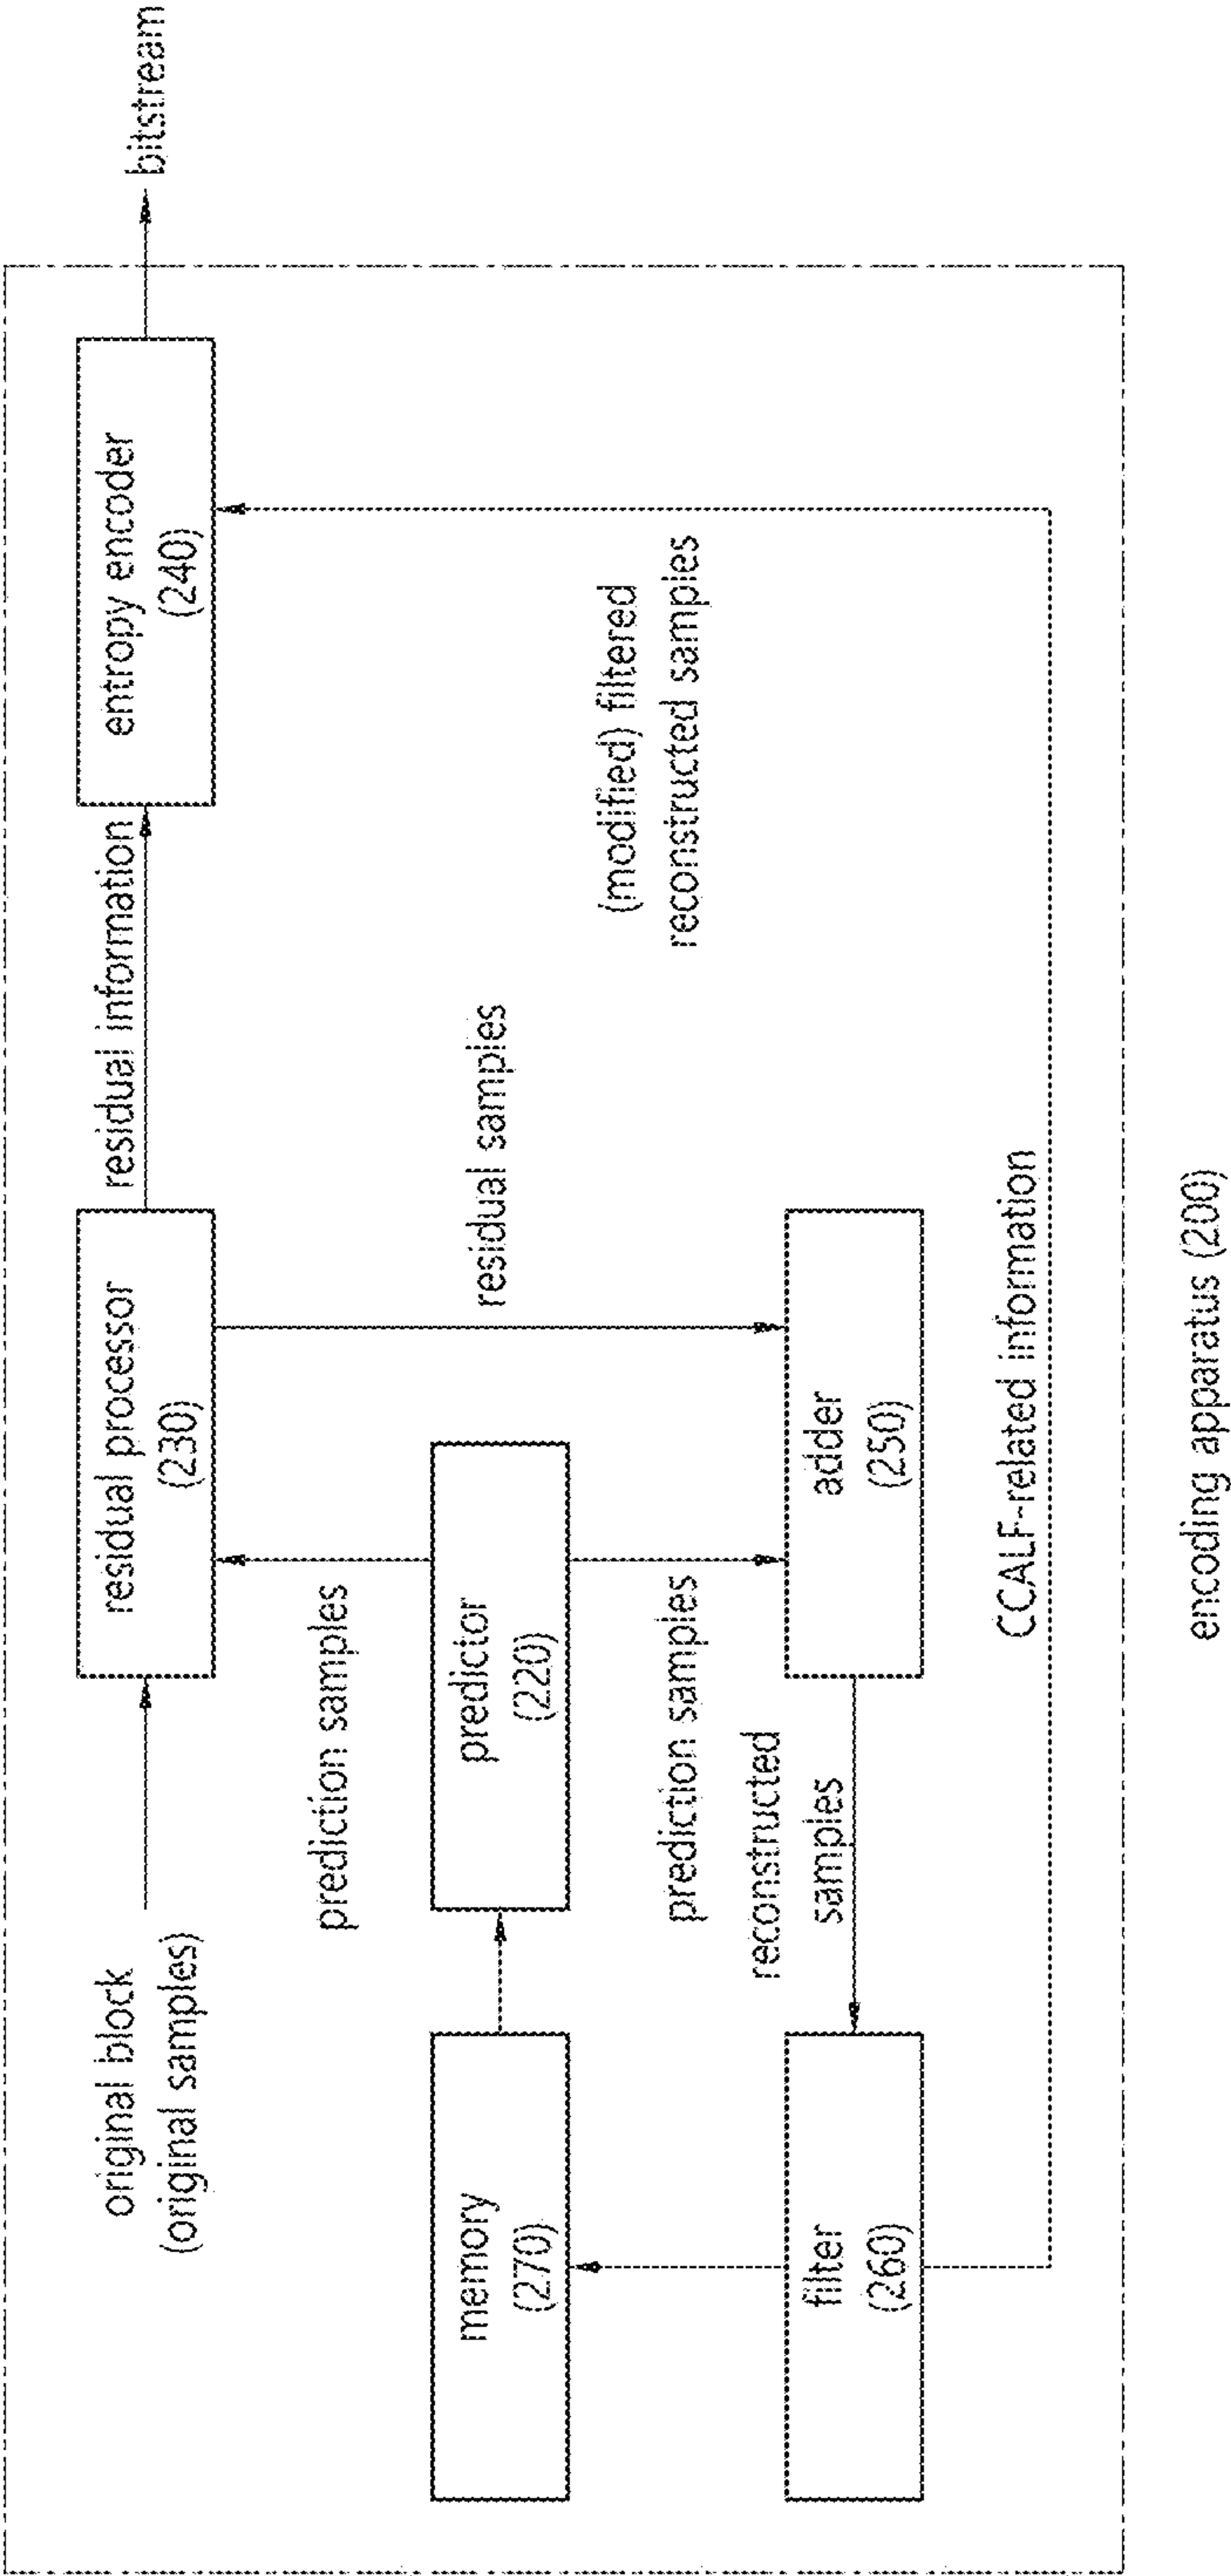 original block
(original samples)
residual processor
(230)
residual information
entropy encoder
(240)
bitstream
prediction samples
residual samples
memory
(270)
predictor
(220)
(modified) filtered
reconstructed samples
prediction samples
reconstructed
samples
filter
(260)
adder
(250)
CCALF-related information
encoding apparatus (200)